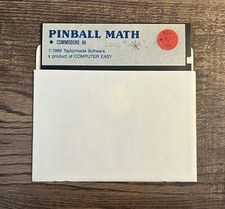 PINBALL MATH
COMMODORE 64
©1986 Taylormade Software
a product of COMPUTER EASY